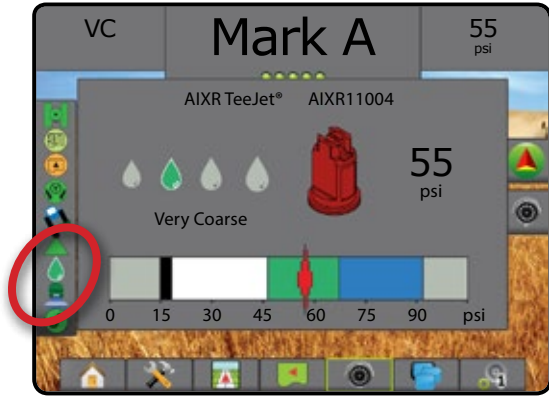 VC
Mark A
55
psi
AIXR TeeJet® AIXR11004
55
psi
Very Coarse
0 15 30 45 60 75 90 psi
1